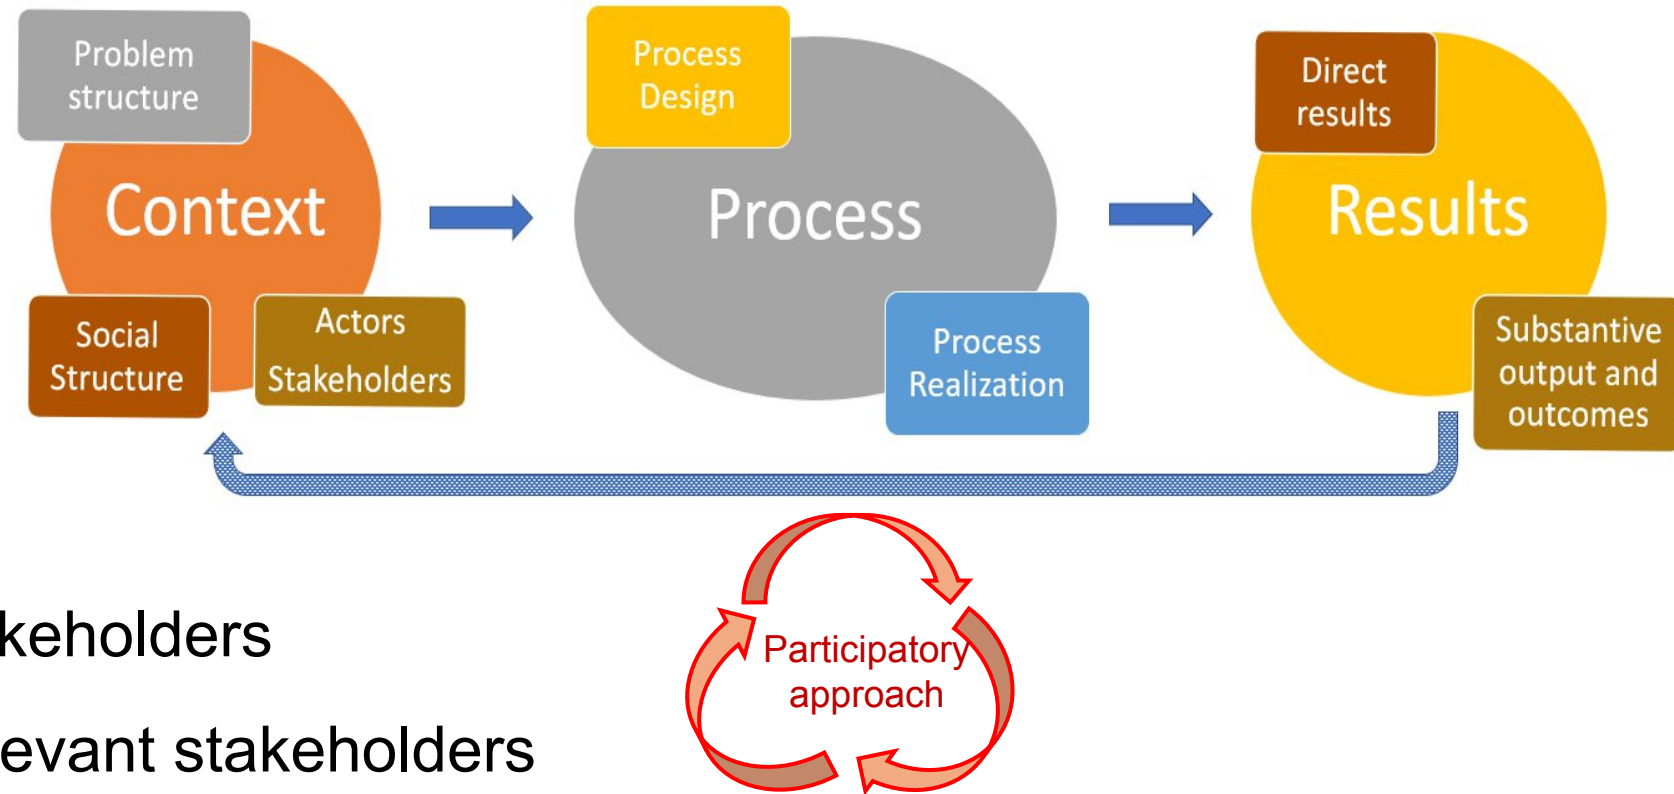 Problem
structure
Context
Social
Structure
Actors
Stakeholders
Process
Design
Process
Process
Realization
Direct
results
Results
Substantive
output and
outcomes
Participatory
approach
keholders
evant stakeholders